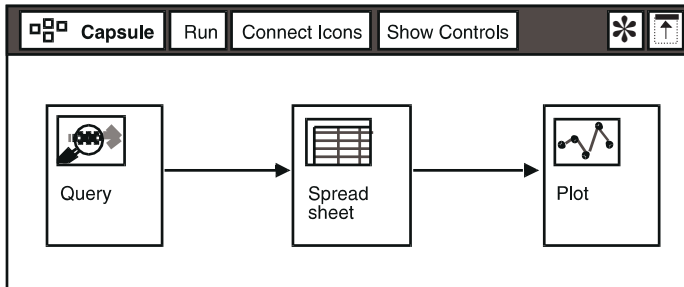 Capsule Run Connect Icons Show Controls
Query
Spread
sheet
Plot